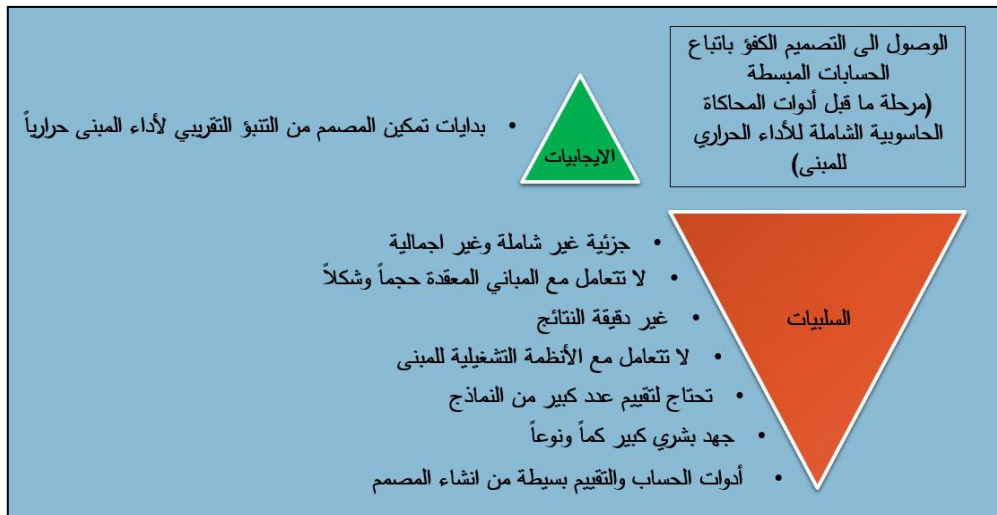 الوصول الى التصميم الكفؤ باتباع
الحسابات المبسطة
(مرحلة ما قبل أدوات المحاكاة
الحاسوبية الشاملة للأداء الحراري
للمبنى)
الايجابيات
• بدايات تمكين المصمم من التنبؤ التقريبي لأداء المبنى حرارياً
السلبيات
• جزئية غير شاملة وغير اجمالية
• لا تتعامل مع المباني المعقدة حجماً وشكلاً
• غير دقيقة النتائج
• لا تتعامل مع الأنظمة التشغيلية للمبنى
• تحتاج لتقييم عدد كبير من النماذج
• جهد بشري كبير كماً ونوعاً
• أدوات الحساب والتقييم بسيطة من انشاء المصمم